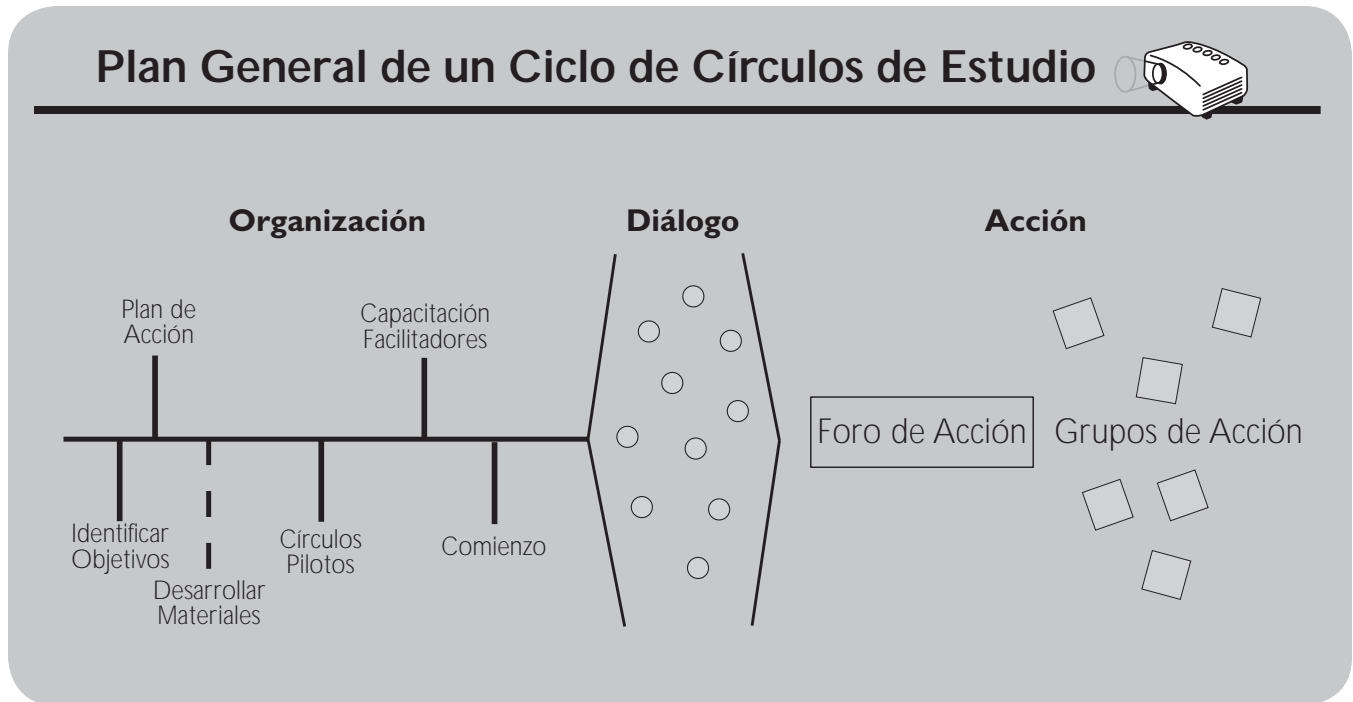 Plan General de un Ciclo de Círculos de Estudio
Organización
Diálogo
Acción
Plan de
Acción
Capacitación
Facilitadores
Identificar
Objetivos
Desarrollar
Materiales
Círculos
Pilotos
Comienzo
Foro de Acción
Grupos de Acción